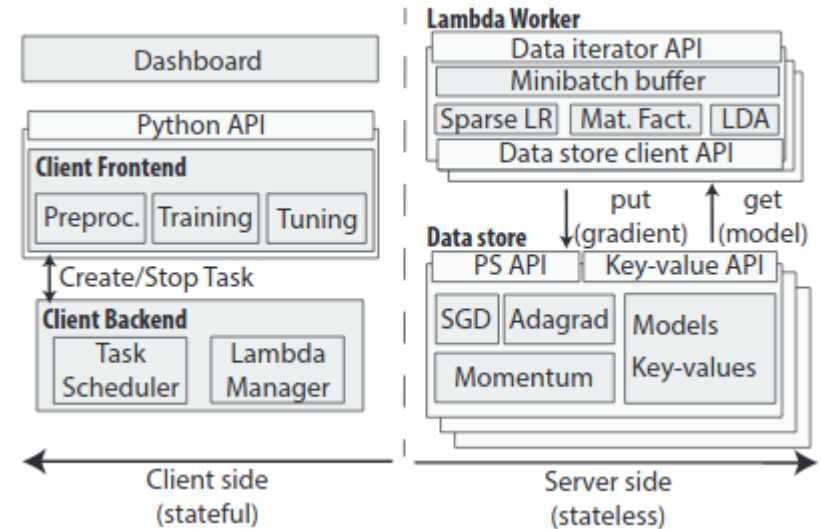 Dashboard
Python API
Client Frontend
Preproc.
Training
Tuning
Create/Stop Task
Client Backend
Task
Scheduler
Lambda
Manager
Client side
(stateful)
Lambda Worker
Data iterator API
Minibatch buffer
Sparse LR
Mat. Fact.
LDA
Data store client API
put
(gradient)
get
(model)
Data store
PS API
Key-value API
SGD
Adagrad
Momentum
Models
Key-values
Server side
(stateless)